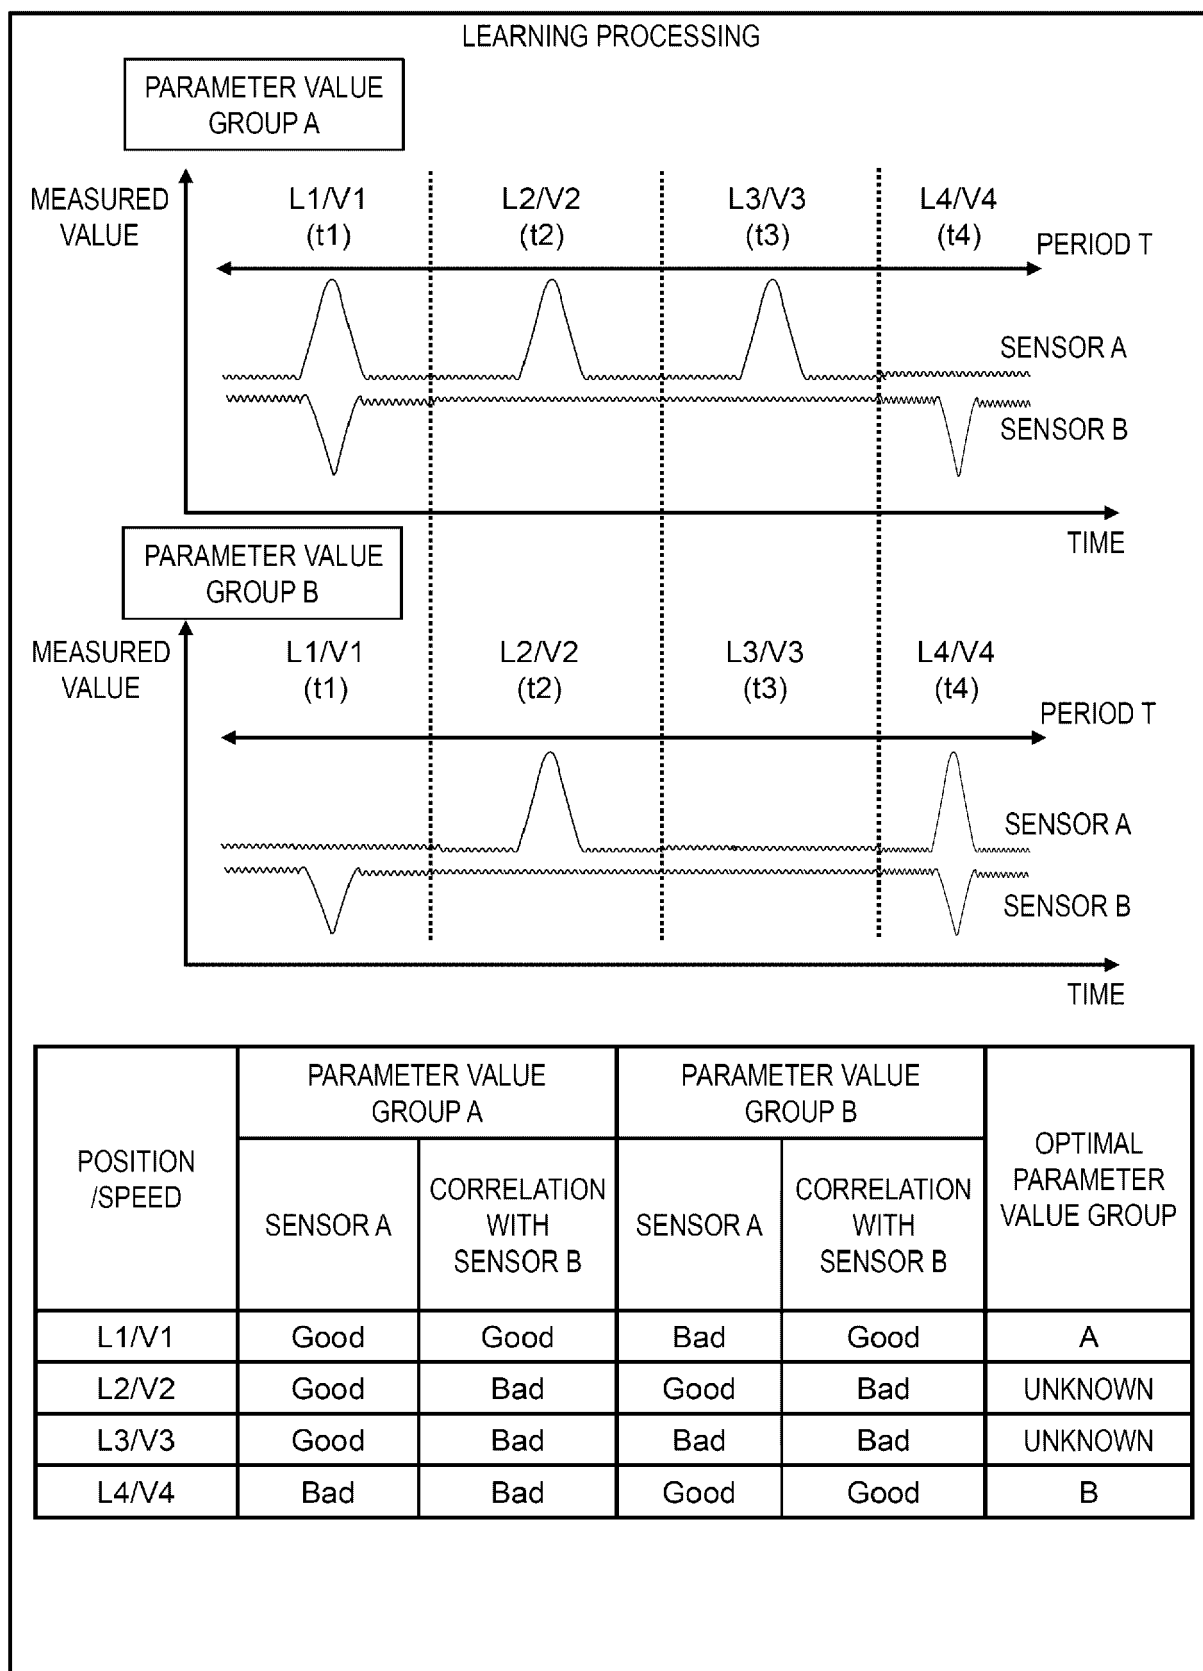 LEARNING PROCESSING
PARAMETER VALUE
GROUP A
MEASURED
VALUE
L1/V1
(t1)
L2/V2
(t2)
L3/V3
(t3)
L4/V4
(t4)
PERIOD T
SENSOR A
SENSOR B
TIME
PARAMETER VALUE
GROUP B
MEASURED
VALUE
L1/V1
(t1)
L2/V2
(t2)
L3/V3
(t3)
L4/V4
(t4)
PERIOD T
SENSOR A
SENSOR B
TIME
POSITION
/SPEED
PARAMETER VALUE
GROUP A
PARAMETER VALUE
GROUP B
OPTIMAL
PARAMETER
VALUE GROUP
SENSOR A
CORRELATION
WITH
SENSOR B
SENSOR A
CORRELATION
WITH
SENSOR B
L1/V1 Good Good Bad Good A
L2/V2 Good Bad Good Bad UNKNOWN
L3/V3 Good Bad Bad Bad UNKNOWN
L4/V4 Bad Bad Good Good B